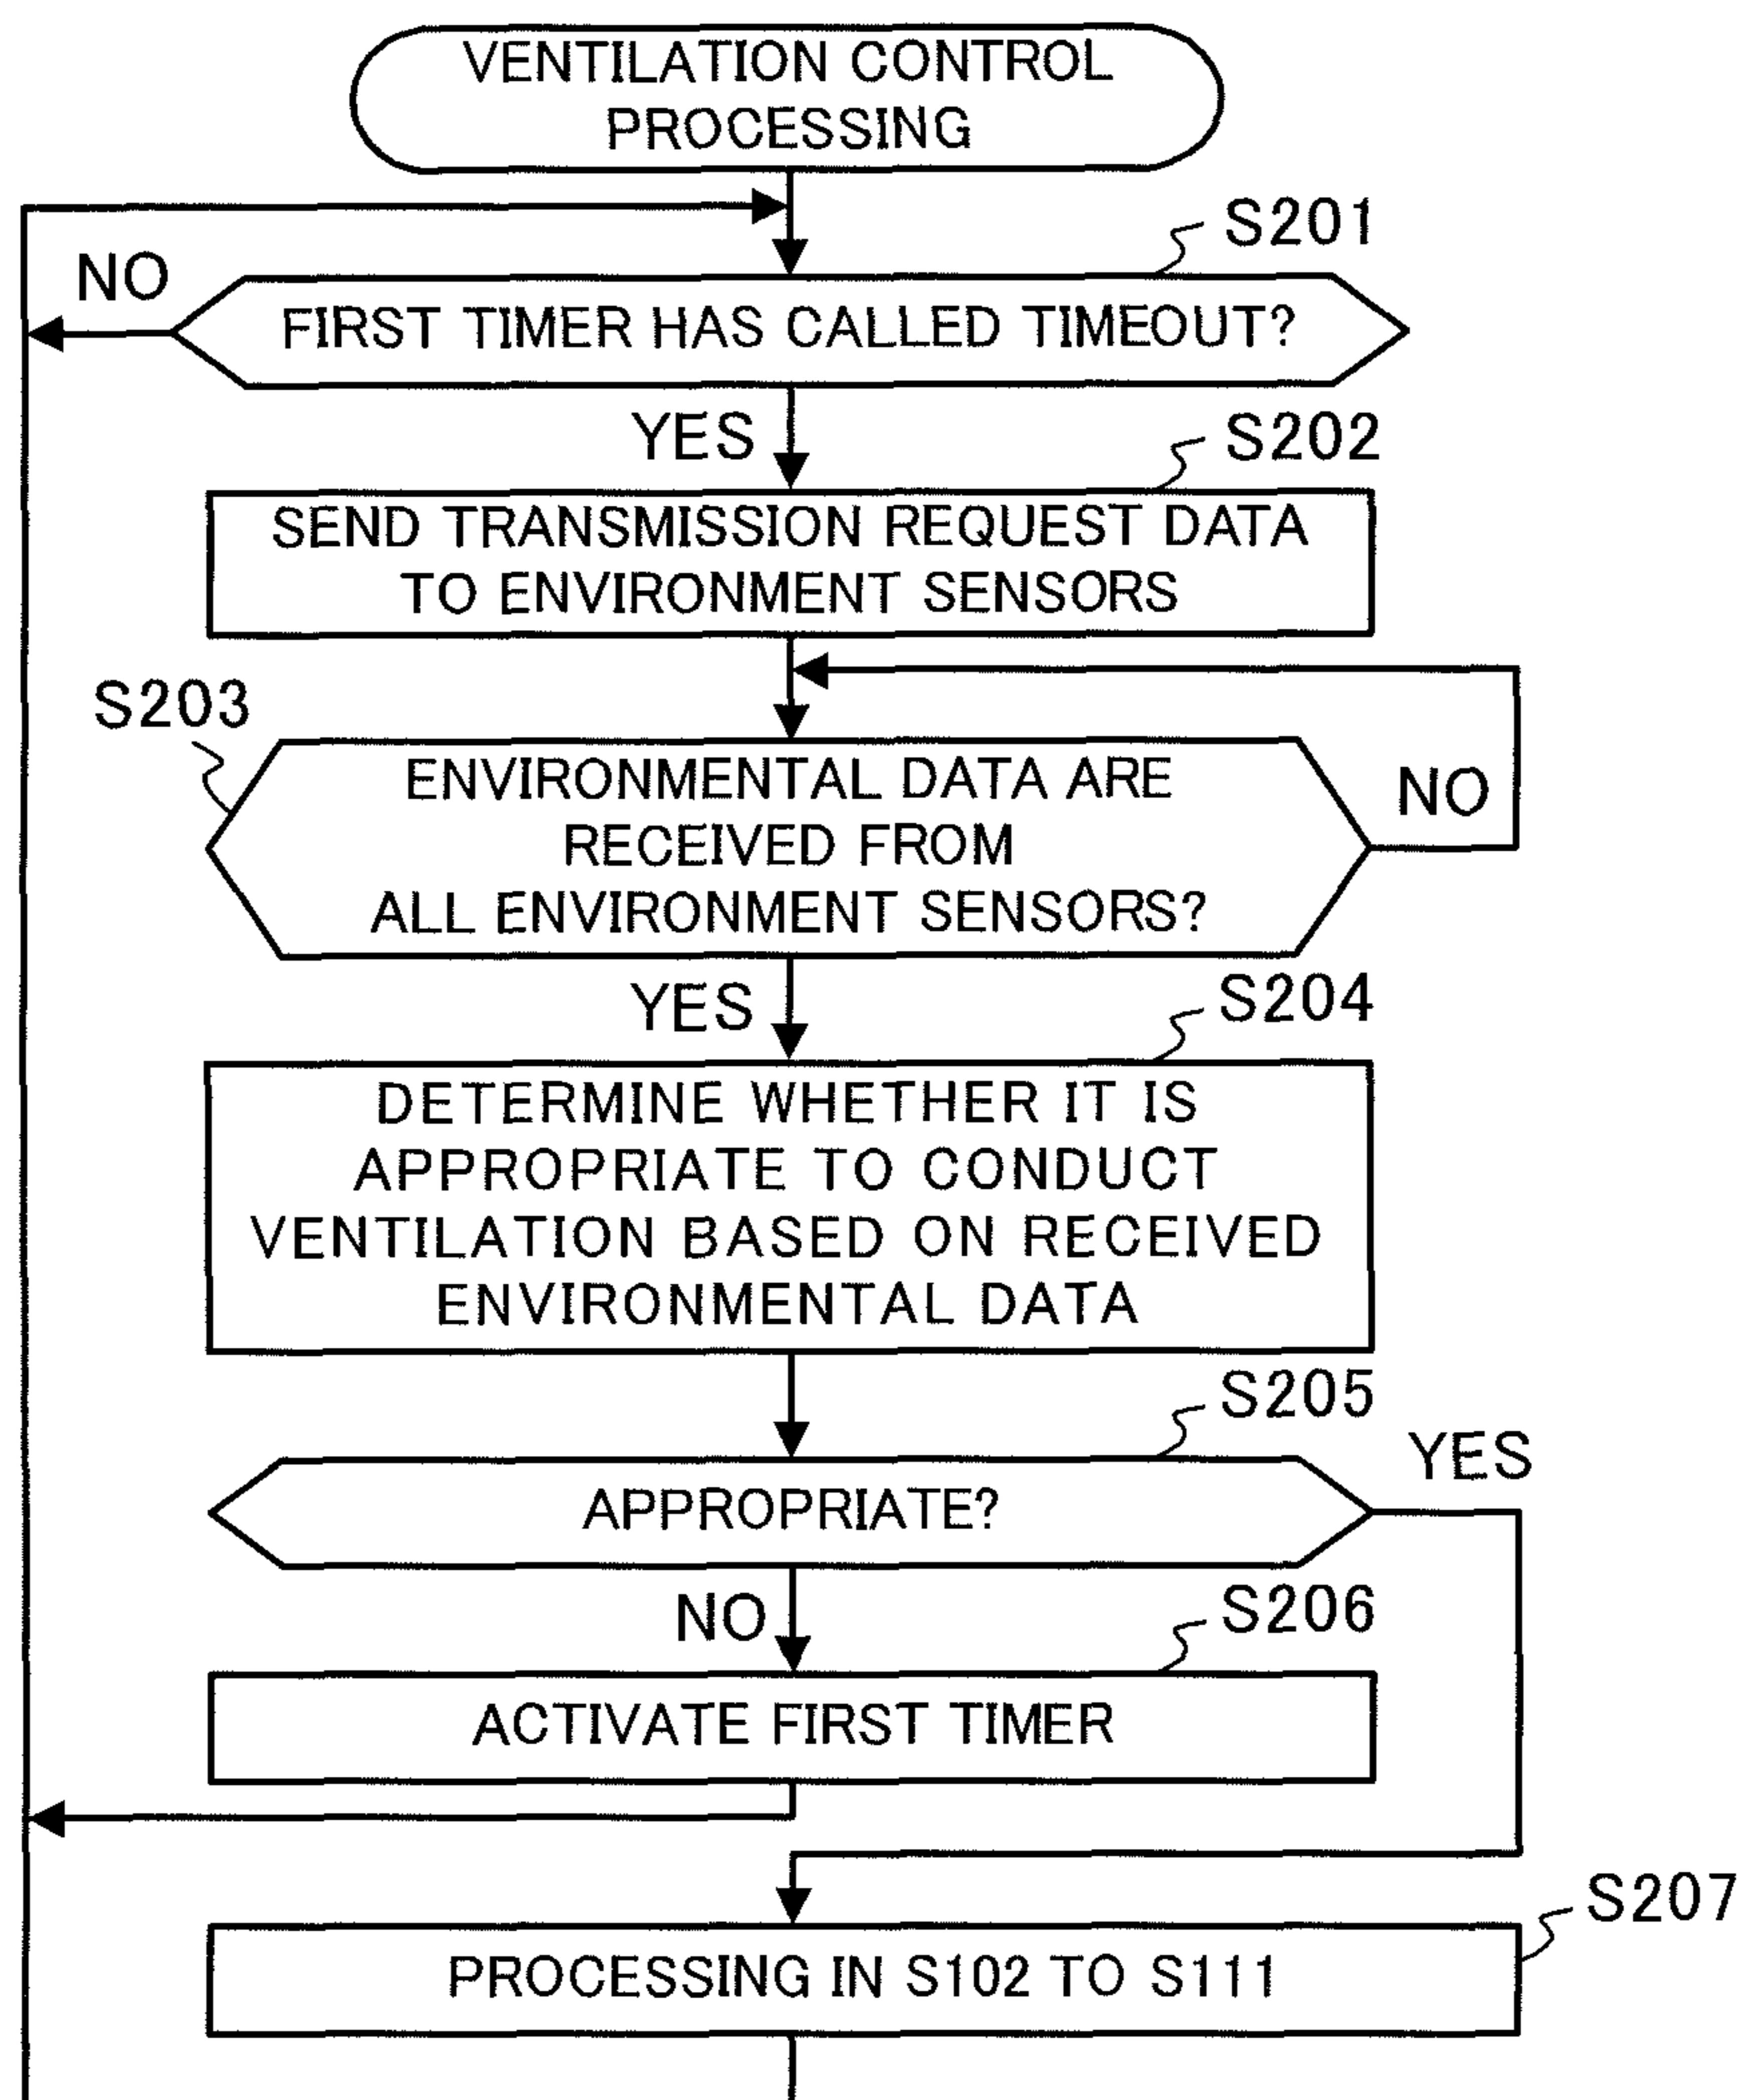 VENTILATION CONTROL
PROCESSING
S201
NO
FIRST TIMER HAS CALLED TIMEOUT?
YES
S202
SEND TRANSMISSION REQUEST DATA
TO ENVIRONMENT SENSORS
S203
ENVIRONMENTAL DATA ARE
RECEIVED FROM
ALL ENVIRONMENT SENSORS?
NO
YES
S204
DETERMINE WHETHER IT IS
APPROPRIATE TO CONDUCT
VENTILATION BASED ON RECEIVED
ENVIRONMENTAL DATA
S205
YES
APPROPRIATE?
NO
S206
ACTIVATE FIRST TIMER
S207
PROCESSING IN S102 TO S111